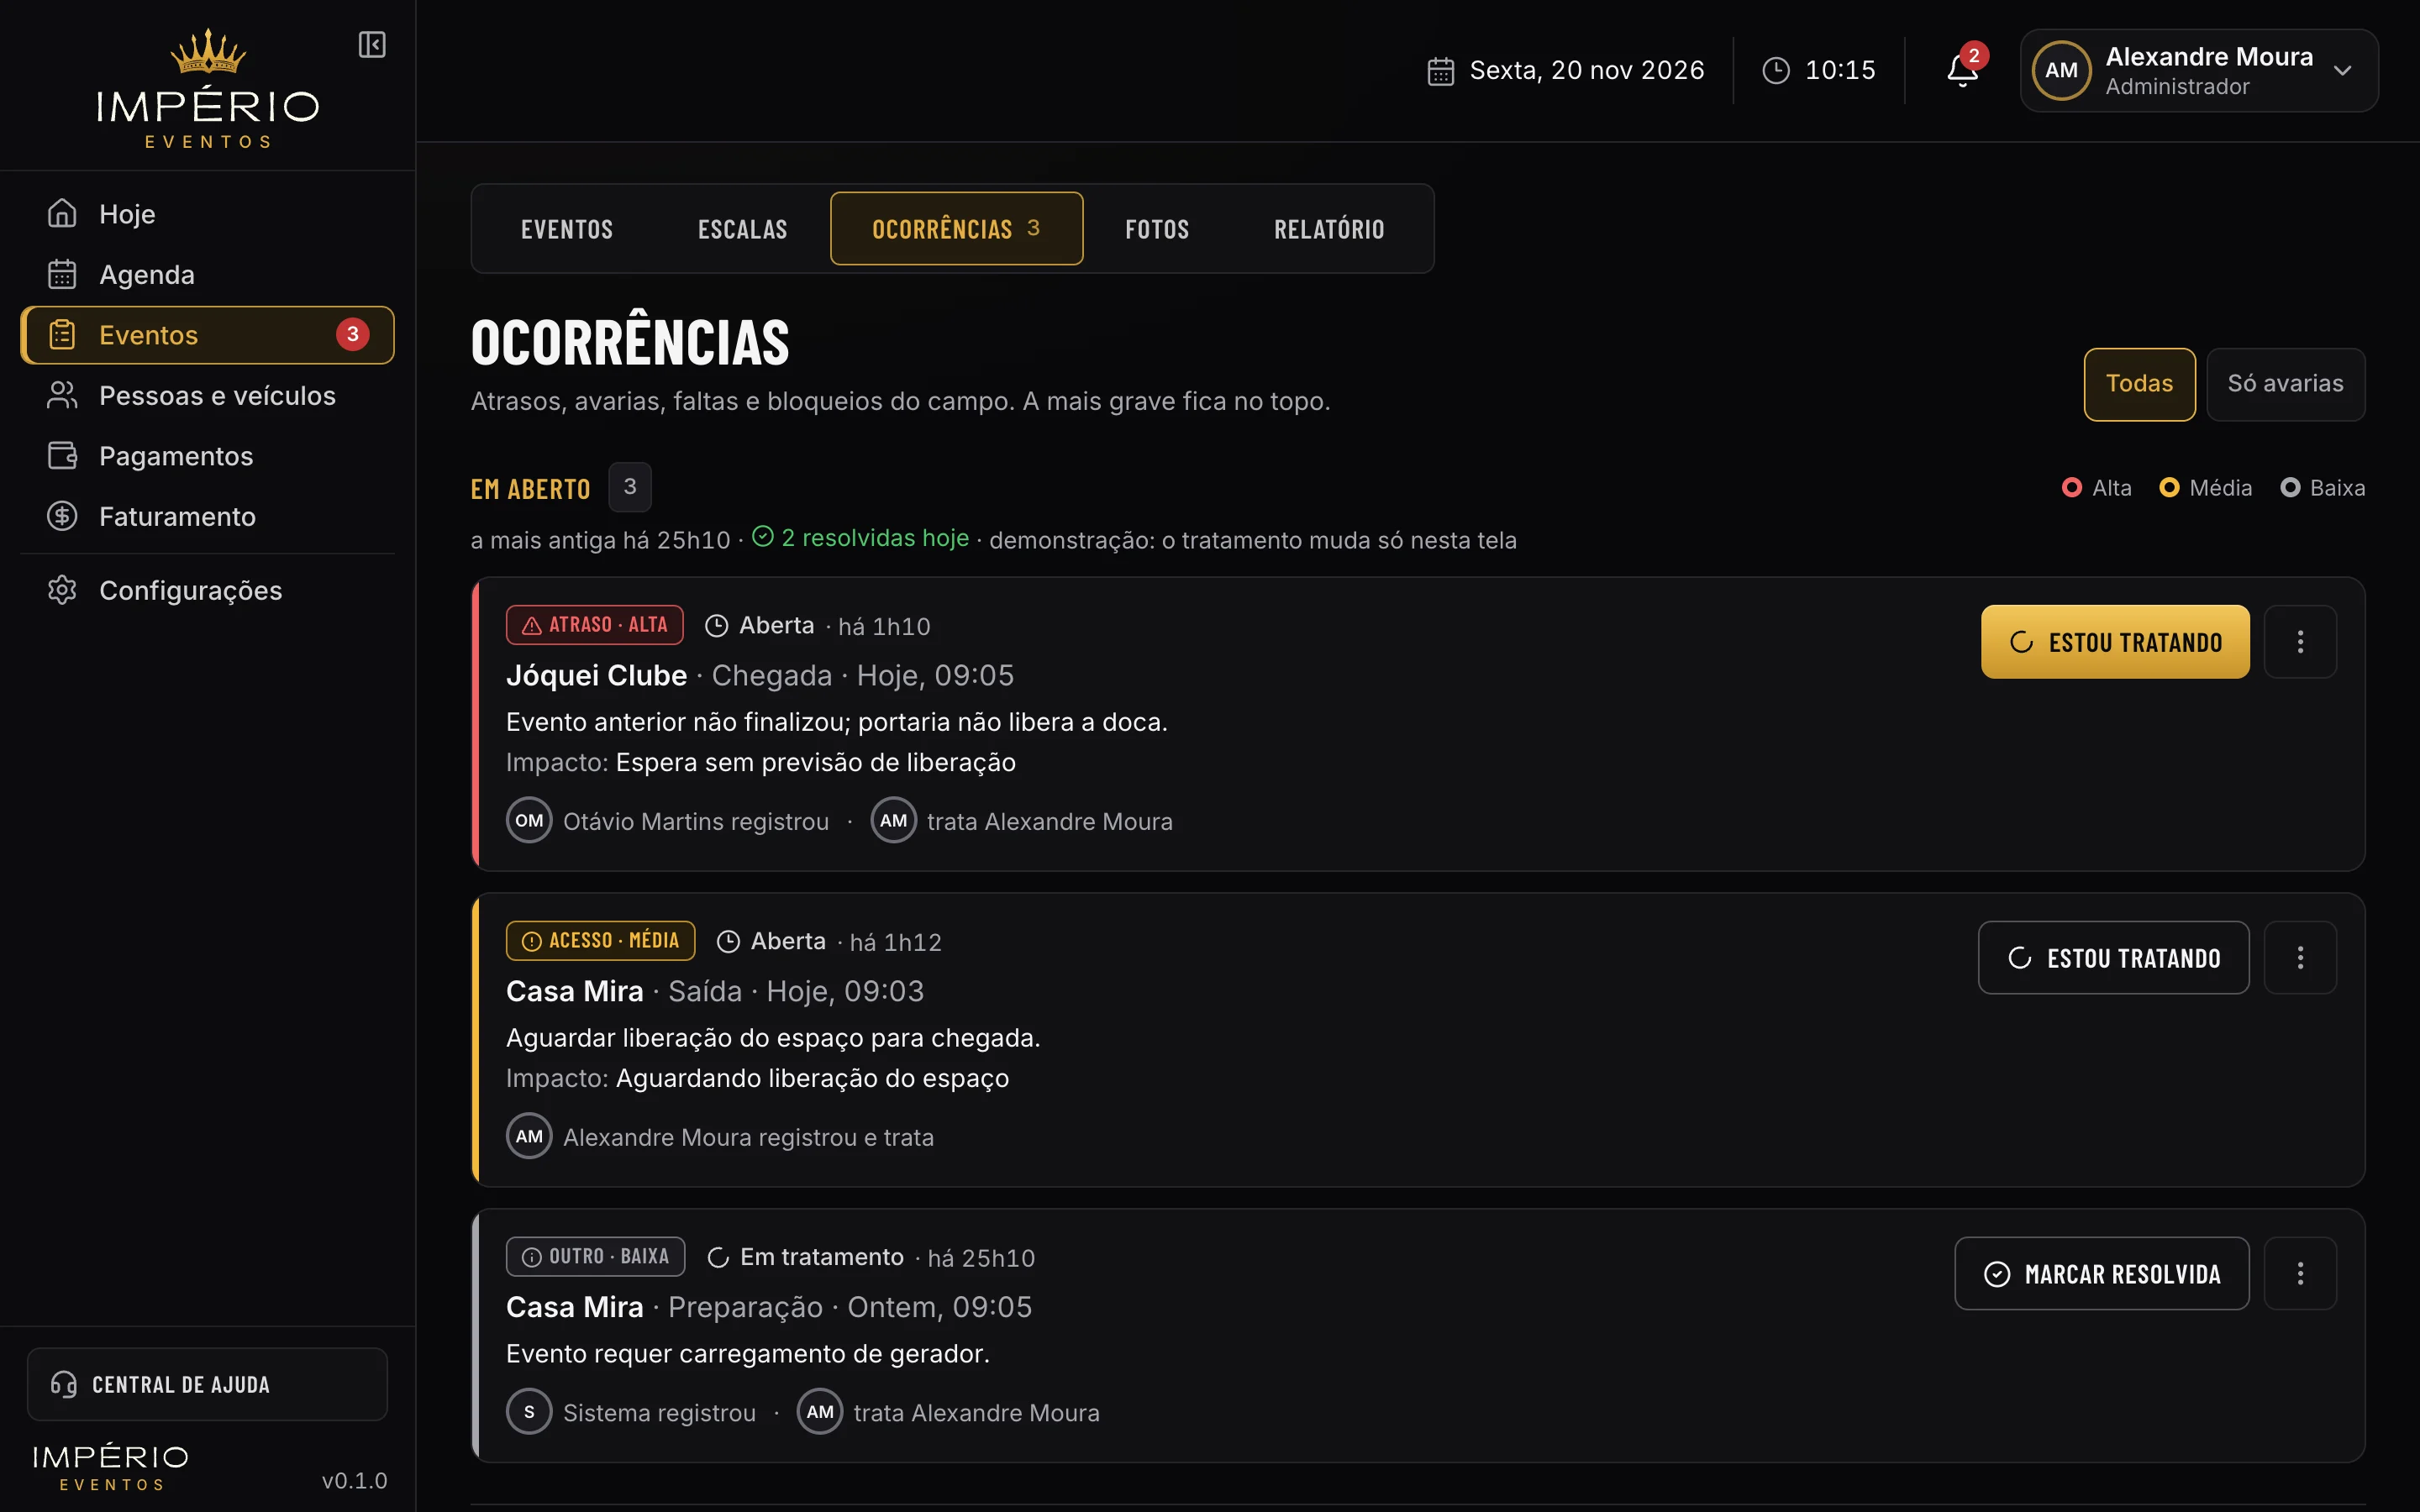 IMPÉRIO
EVENTOS
Sexta, 20 nov 2026
10:15
2
AM
Alexandre Moura
Administrador
Hoje
Agenda
Eventos 3
Pessoas e veículos
Pagamentos
Faturamento
Configurações
CENTRAL DE AJUDA
IMPÉRIO
EVENTOS
v0.1.0
EVENTOS ESCALAS OCORRÊNCIAS 3 FOTOS RELATÓRIO
OCORRÊNCIAS
Atrasos, avarias, faltas e bloqueios do campo. A mais grave fica no topo.
Todas Só avarias
EM ABERTO 3
Alta Média Baixa
a mais antiga há 25h10 · 2 resolvidas hoje · demonstração: o tratamento muda só nesta tela
ATRASO · ALTA Aberta · há 1h10
ESTOU TRATANDO
Jóquei Clube · Chegada · Hoje, 09:05
Evento anterior não finalizou; portaria não libera a doca.
Impacto: Espera sem previsão de liberação
OM Otávio Martins registrou · AM trata Alexandre Moura
ACESSO · MÉDIA Aberta · há 1h12
ESTOU TRATANDO
Casa Mira · Saída · Hoje, 09:03
Aguardar liberação do espaço para chegada.
Impacto: Aguardando liberação do espaço
AM Alexandre Moura registrou e trata
OUTRO · BAIXA Em tratamento · há 25h10
MARCAR RESOLVIDA
Casa Mira · Preparação · Ontem, 09:05
Evento requer carregamento de gerador.
S Sistema registrou · AM trata Alexandre Moura